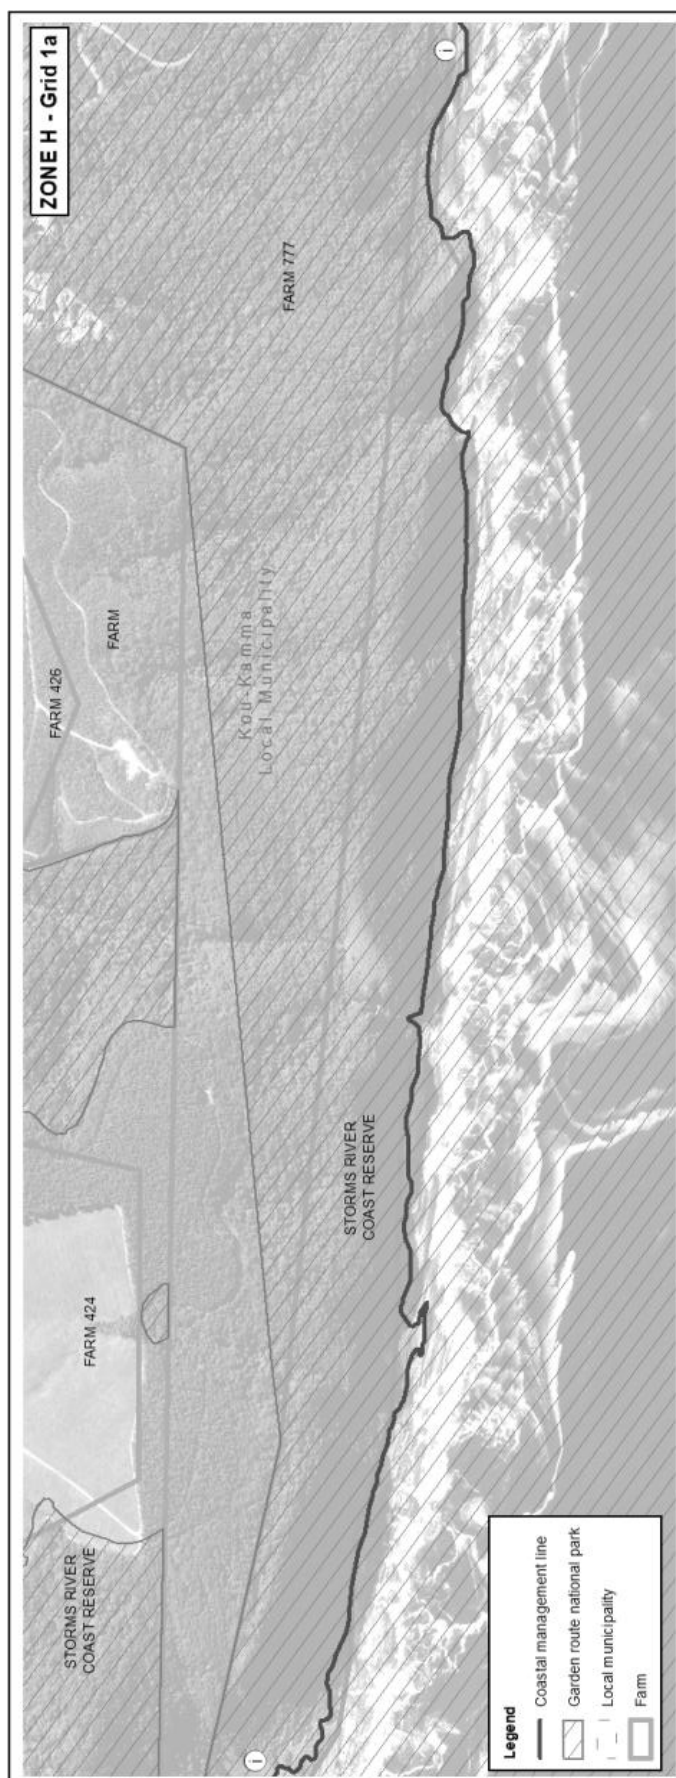 ZONE H - Grid 1a
i
FARM 777
FARM
FARM 426
Kou-Kamma
Local Municipality
STORMS RIVER
COAST RESERVE
FARM 424
STORMS RIVER
COAST RESERVE
i
Legend
Coastal management line
Garden route national park
Local municipality
Farm